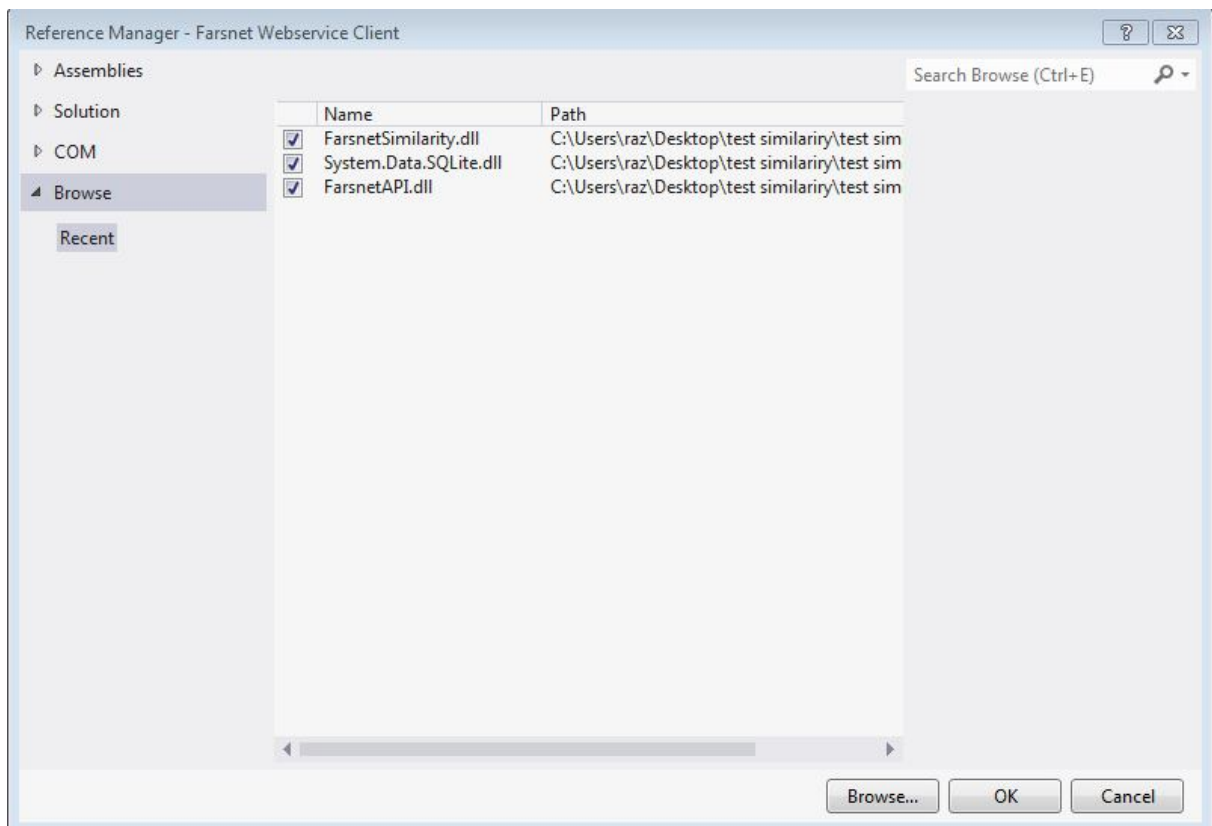 Reference Manager - Farsnet Webservice Client
Assemblies
Solution
COM
Browse
Recent
Search Browse (Ctrl+E)
Name Path
FarsnetSimilarity.dll C:\Users\raz\Desktop\test similariry\test sim
System.Data.SQLite.dll C:\Users\raz\Desktop\test similariry\test sim
FarsnetAPI.dll C:\Users\raz\Desktop\test similariry\test sim
Browse... OK Cancel